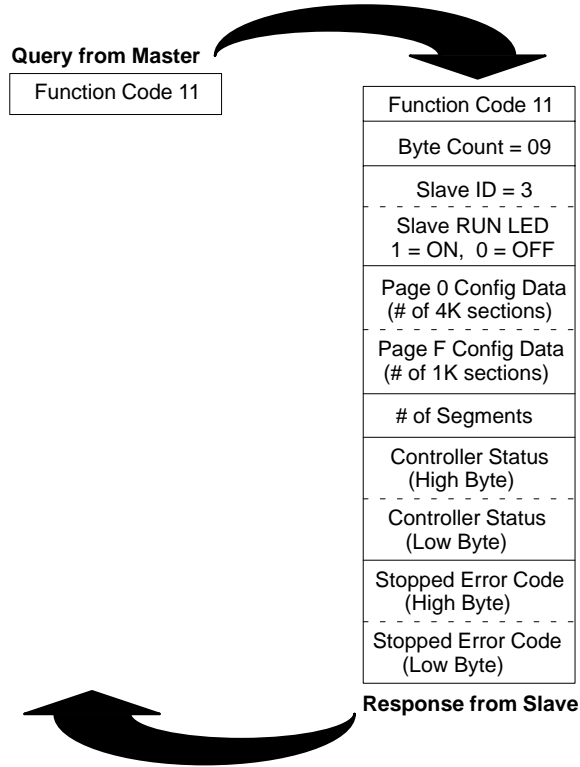 Query from Master
Function Code 11
Function Code 11
Byte Count = 09
Slave ID = 3
Slave RUN LED
1 = ON, 0 = OFF
Page 0 Config Data
(# of 4K sections)
Page F Config Data
(# of 1K sections)
# of Segments
Controller Status
(High Byte)
Controller Status
(Low Byte)
Stopped Error Code
(High Byte)
Stopped Error Code
(Low Byte)
Response from Slave